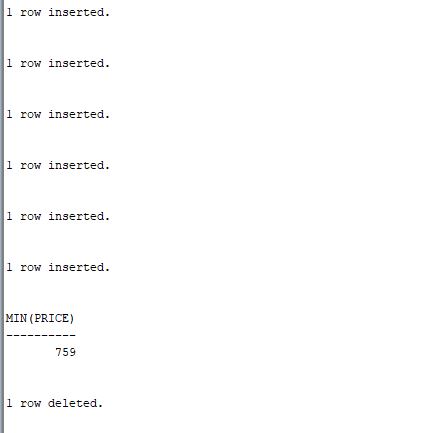 1 row inserted.
1 row inserted.
1 row inserted.
1 row inserted.
1 row inserted.
1 row inserted.
MIN(PRICE)
----------
759
1 row deleted.